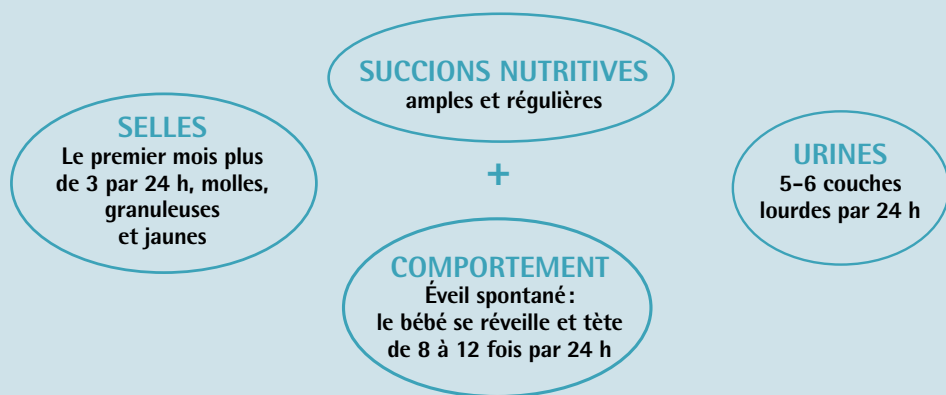 SUCCIONS NUTRITIVES
amples et régulières
SELLES
Le premier mois plus
de 3 par 24 h, molles,
granuleuses
et jaunes
+
URINES
5-6 couches
lourdes par 24 h
COMPORTEMENT
Éveil spontané :
le bébé se réveille et tète
de 8 à 12 fois par 24 h